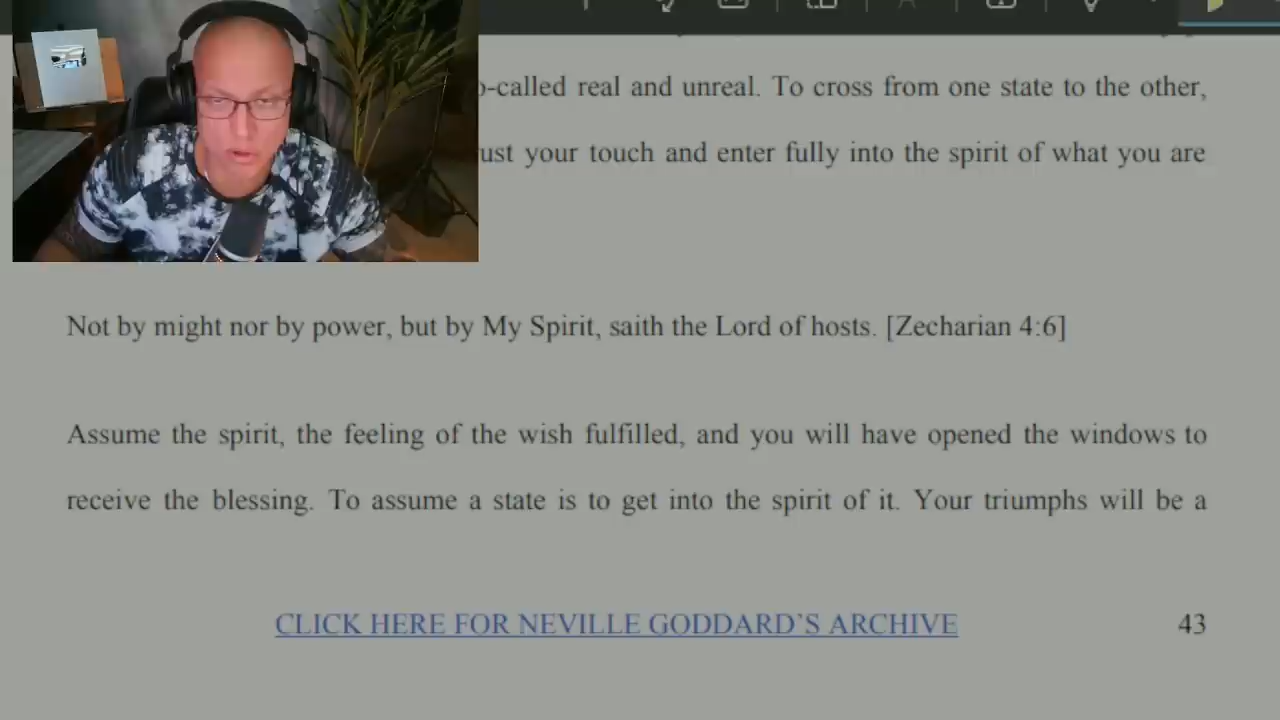 -called real and unreal. To cross from one state to the other,
your touch and enter fully into the spirit of what you are
Not by might nor by power, but by My Spirit, saith the Lord of hosts. [Zecharian 4:6]
Assume the spirit, the feeling of the wish fulfilled, and you will have opened the windows to
receive the blessing. To assume a state is to get into the spirit of it. Your triumphs will be a
CLICK HERE FOR NEVILLE GODDARD'S ARCHIVE 43